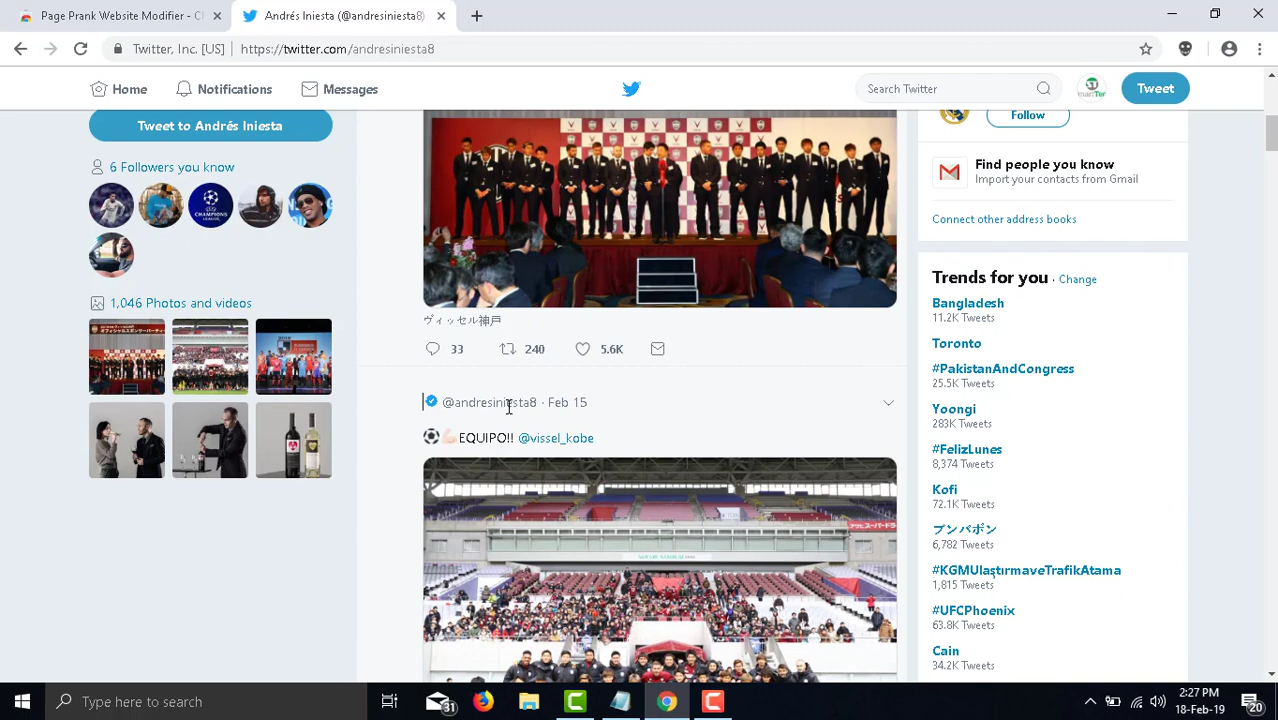 Page Prank Website Modifier - Cl
Andrés Iniesta (@andresiniesta8)
Twitter, Inc. [US]
https://twitter.com/andresiniesta8
Home
Notifications
Messages
Search Twitter
Tweet
Tweet to Andrés Iniesta
6 Followers you know
1,046 Photos and videos
ヴィッセル神戸
33
240
5.6K
@andresiniesta8 · Feb 15
EQUIPO!! @vissel_kobe
Follow
Find people you know
Import your contacts from Gmail
Connect other address books
Trends for you · Change
Bangladesh
11.2K Tweets
Toronto
#PakistanAndCongress
25.5K Tweets
Yoongi
283K Tweets
#FelizLunes
8,374 Tweets
Kofi
72.1K Tweets
ブンバボン
6,782 Tweets
#KGMUlaştırmaveTrafikAtama
1,815 Tweets
#UFCPhoenix
63.8K Tweets
Cain
34.2K Tweets
Type here to search
31
2:27 PM
18-Feb-19
20